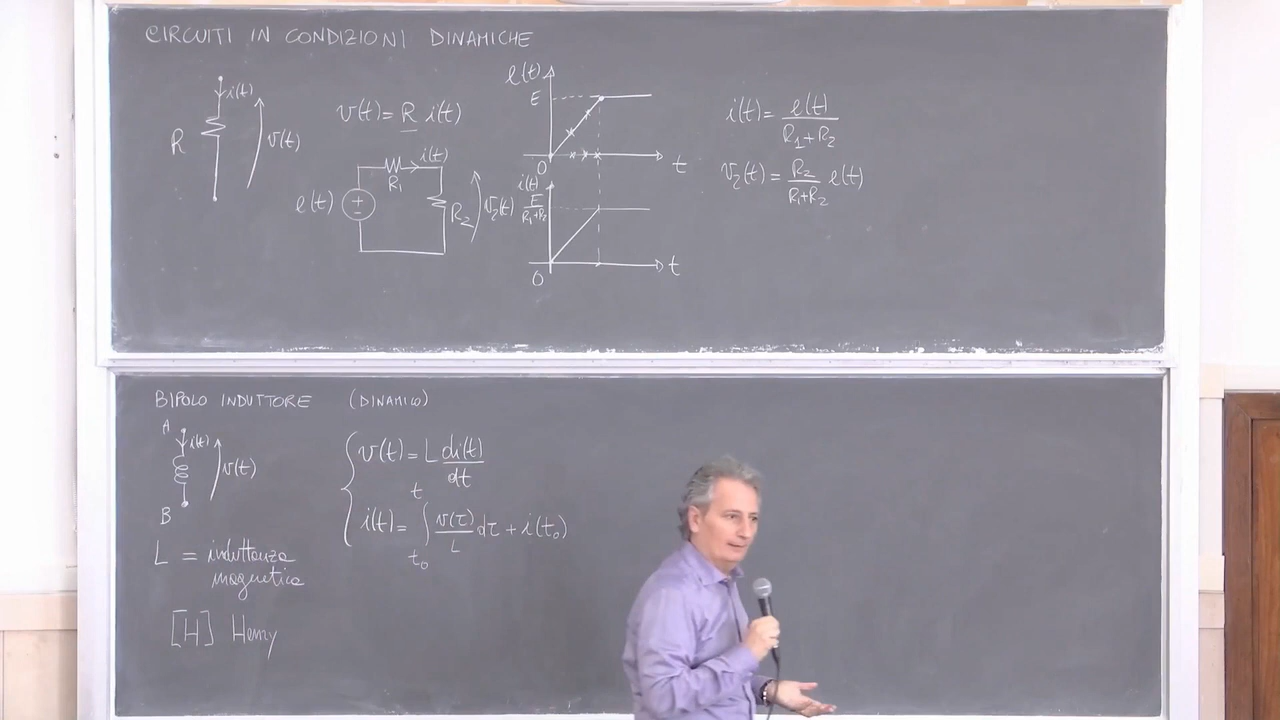 CIRCUITI IN CONDIZIONI DINAMICHE
R
i(t)
v(t)
v(t) = R i(t)
e(t)
+
-
R₁
i(t)
R₂
v₂(t)
e(t)
E
0
t
i(t)
E/(R₁+R₂)
0
t
i(t) = e(t)/(R₁+R₂)
v₂(t) = R₂/(R₁+R₂) e(t)
BIPOLO INDUTTORE (DINAMICO)
A
i(t)
v(t)
B
v(t) = L di(t)/dt
i(t) = ∫_{t₀}^{t} v(τ)/L dτ + i(t₀)
L = induttanza
magnetica
[H] Henry